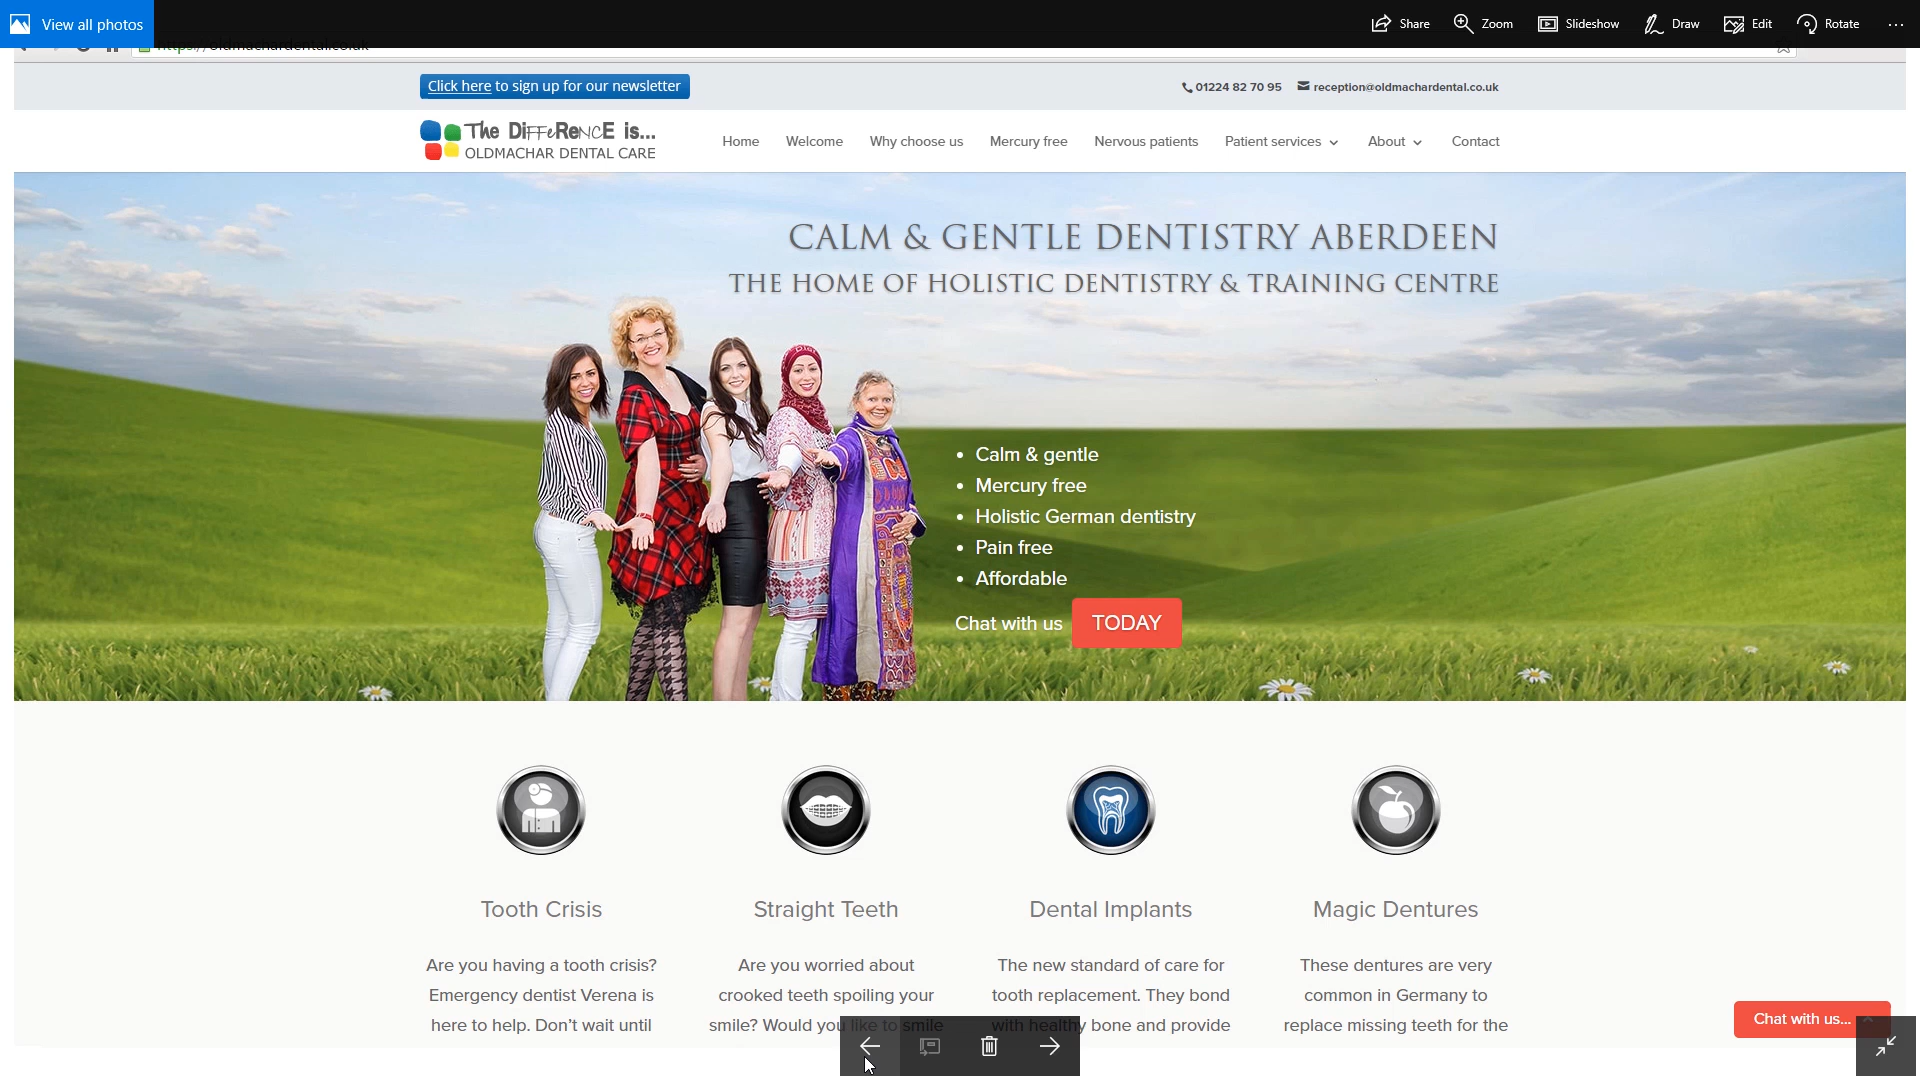 View all photos
Share
Zoom
Slideshow
Draw
Edit
Rotate
https://oldmachardental.co.uk
Click here to sign up for our newsletter
01224 82 70 95
reception@oldmachardental.co.uk
The DiFFeReNCE is...
OLDMACHAR DENTAL CARE
Home
Welcome
Why choose us
Mercury free
Nervous patients
Patient services
About
Contact
CALM & GENTLE DENTISTRY ABERDEEN
THE HOME OF HOLISTIC DENTISTRY & TRAINING CENTRE
• Calm & gentle
• Mercury free
• Holistic German dentistry
• Pain free
• Affordable
Chat with us TODAY
Tooth Crisis
Are you having a tooth crisis?
Emergency dentist Verena is
here to help. Don't wait until
Straight Teeth
Are you worried about
crooked teeth spoiling your
smile? Would you like to smile
Dental Implants
The new standard of care for
tooth replacement. They bond
with healthy bone and provide
Magic Dentures
These dentures are very
common in Germany to
replace missing teeth for the
Chat with us...